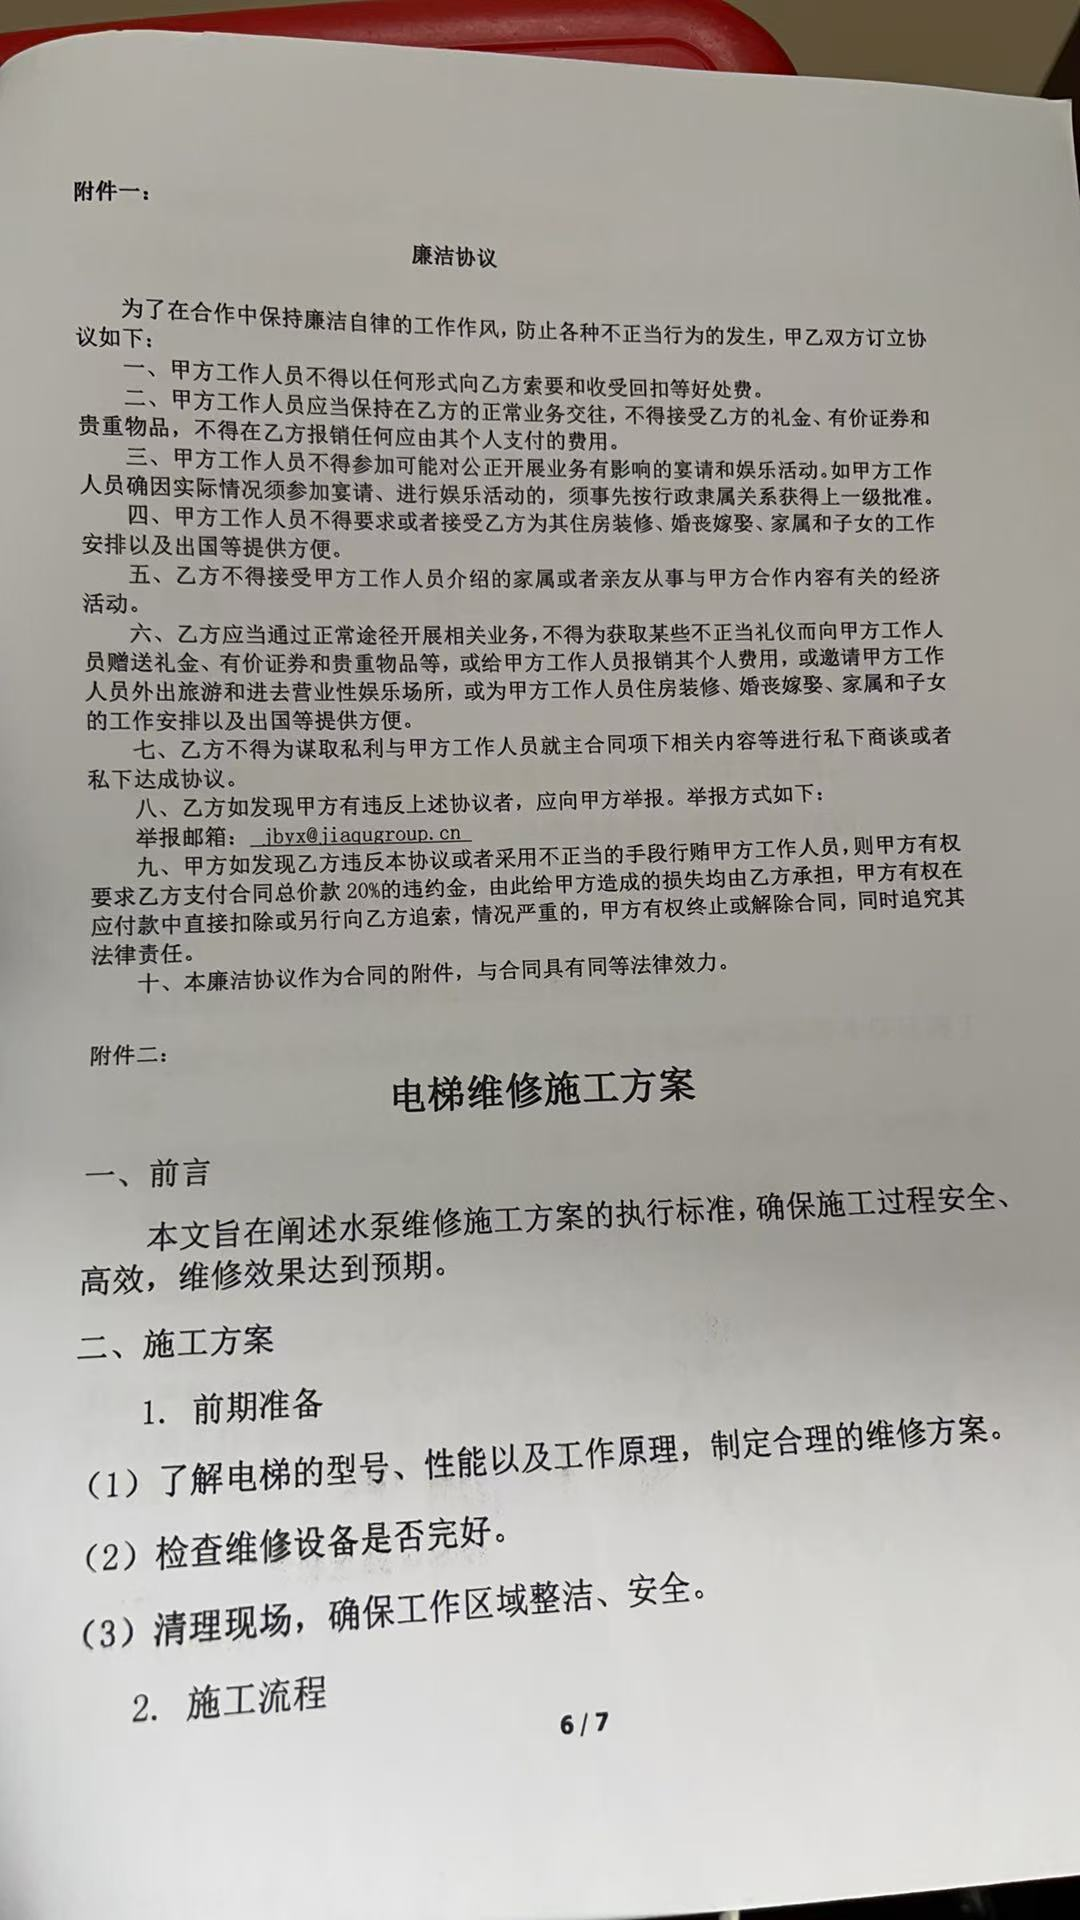 附件一：
廉洁协议
为了在合作中保持廉洁自律的工作作风，防止各种不正当行为的发生，甲乙双方订立协
议如下：
一、甲方工作人员不得以任何形式向乙方索要和收受回扣等好处费。
二、甲方工作人员应当保持在乙方的正常业务交往，不得接受乙方的礼金、有价证券和
贵重物品，不得在乙方报销任何应由其个人支付的费用。
三、甲方工作人员不得参加可能对公正开展业务有影响的宴请和娱乐活动。如甲方工作
人员确因实际情况须参加宴请、进行娱乐活动的，须事先按行政隶属关系获得上一级批准。
四、甲方工作人员不得要求或者接受乙方为其住房装修、婚丧嫁娶、家属和子女的工作
安排以及出国等提供方便。
五、乙方不得接受甲方工作人员介绍的家属或者亲友从事与甲方合作内容有关的经济
活动。
六、乙方应当通过正常途径开展相关业务，不得为获取某些不正当礼仪而向甲方工作人
员赠送礼金、有价证券和贵重物品等，或给甲方工作人员报销其个人费用，或邀请甲方工作
人员外出旅游和进去营业性娱乐场所，或为甲方工作人员住房装修、婚丧嫁娶、家属和子女
的工作安排以及出国等提供方便。
七、乙方不得为谋取私利与甲方工作人员就主合同项下相关内容等进行私下商谈或者
私下达成协议。
八、乙方如发现甲方有违反上述协议者，应向甲方举报。举报方式如下：
举报邮箱：jbyx@jiaqugroup.cn
九、甲方如发现乙方违反本协议或者采用不正当的手段行贿甲方工作人员，则甲方有权
要求乙方支付合同总价款20%的违约金，由此给甲方造成的损失均由乙方承担，甲方有权在
应付款中直接扣除或另行向乙方追索，情况严重的，甲方有权终止或解除合同，同时追究其
法律责任。
十、本廉洁协议作为合同的附件，与合同具有同等法律效力。
附件二：
电梯维修施工方案
一、前言
本文旨在阐述水泵维修施工方案的执行标准，确保施工过程安全、
高效，维修效果达到预期。
二、施工方案
1. 前期准备
（1）了解电梯的型号、性能以及工作原理，制定合理的维修方案。
（2）检查维修设备是否完好。
（3）清理现场，确保工作区域整洁、安全。
2. 施工流程
6/7